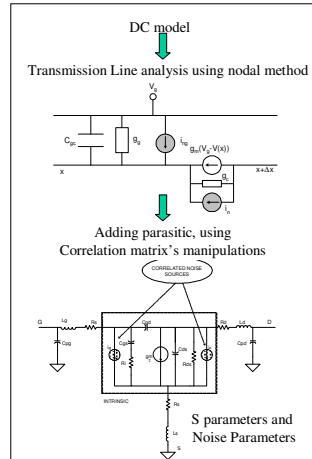 DC model
Transmission Line analysis using nodal method
Vg
Cgc
gg
ing
gm(Vg-V(x))
x
gc
x+Δx
in
Adding parasitic, using
Correlation matrix's manipulations
CORRELATED NOISE
SOURCES
G
Lg
Rg
Cgd
Rd
Ld
D
Cpg
Cgs
Ri
gm
Cds
Rds
Cpd
INTRINSIC
Rs
Ls
S
S parameters and
Noise Parameters